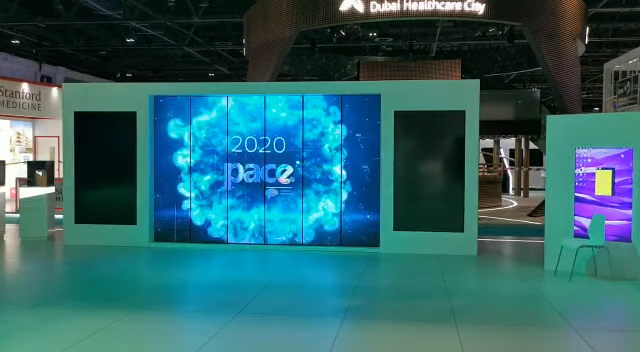 Dubai Healthcare City
Stanford
MEDICINE
2020
pace